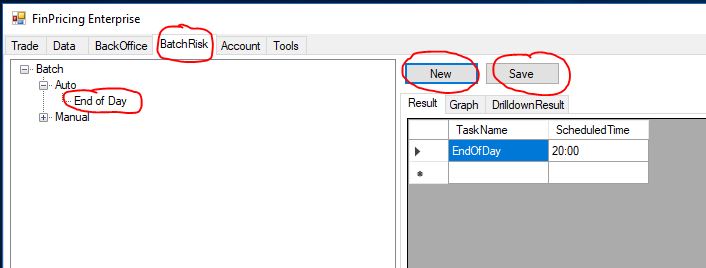 FinPricing Enterprise
Trade Data BackOffice BatchRisk Account Tools
Batch
Auto
End of Day
Manual
New Save
Result Graph DrilldownResult
TaskName ScheduledTime
EndOfDay 20:00